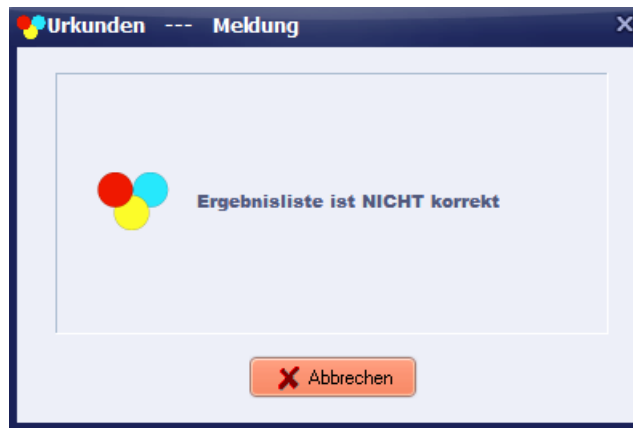 Urkunden --- Meldung
Ergebnisliste ist NICHT korrekt
Abbrechen